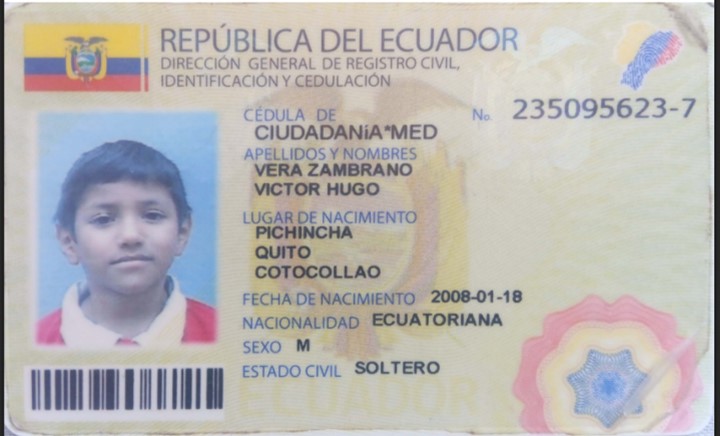 REPÚBLICA DEL ECUADOR
DIRECCIÓN GENERAL DE REGISTRO CIVIL,
IDENTIFICACIÓN Y CEDULACIÓN
CÉDULA DE No. 235095623-7
CIUDADANíA*MED
APELLIDOS Y NOMBRES
VERA ZAMBRANO
VICTOR HUGO
LUGAR DE NACIMIENTO
PICHINCHA
QUITO
COTOCOLLAO
FECHA DE NACIMIENTO 2008-01-18
NACIONALIDAD ECUATORIANA
SEXO M
ESTADO CIVIL SOLTERO
ECUADOR